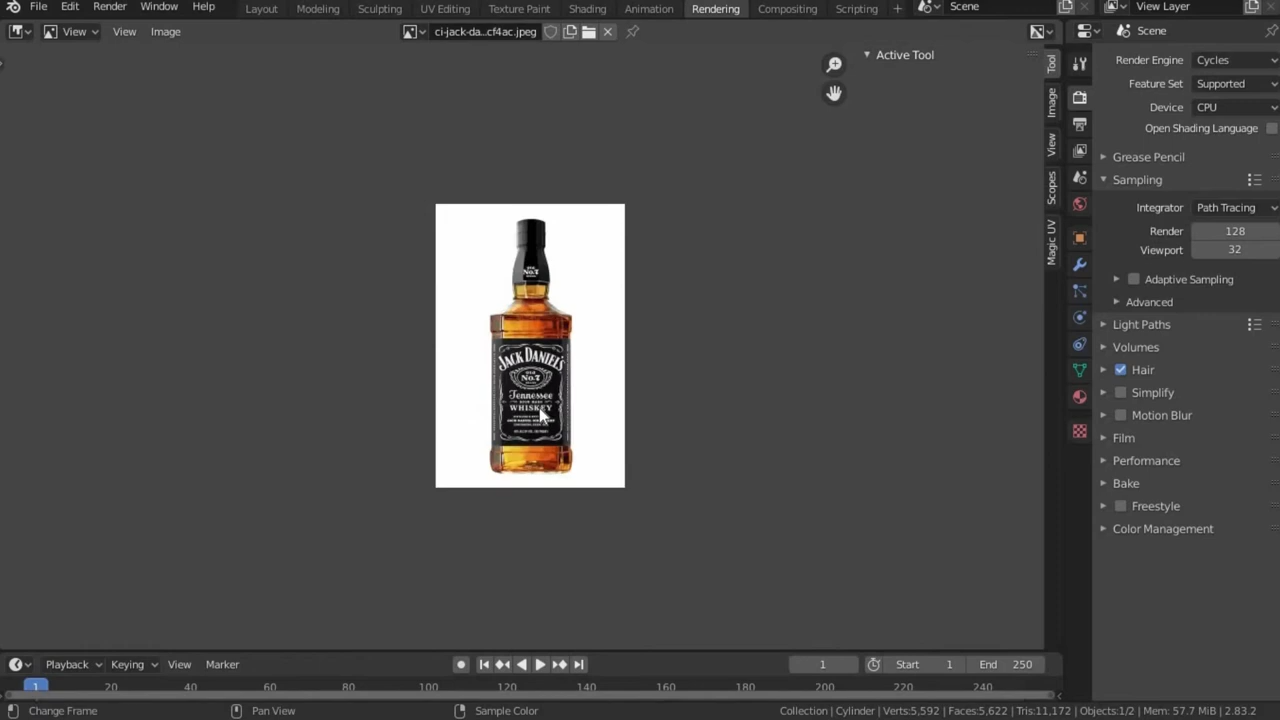 File Edit Render Window Help Layout Modeling Sculpting UV Editing Texture Paint Shading Animation Rendering Compositing Scripting + Scene View Layer
View View Image ci-jack-da...cf4ac.jpeg Scene
Active Tool
Tool
Image
View
Scopes
Magic UV
Render Engine Cycles
Feature Set Supported
Device CPU
Open Shading Language
Grease Pencil
Sampling
Integrator Path Tracing
Render 128
Viewport 32
Adaptive Sampling
Advanced
Light Paths
Volumes
Hair
Simplify
Motion Blur
Film
Performance
Bake
Freestyle
Color Management
OLD
No.7
JACK DANIEL'S
OLD
No.7
Tennessee
SOUR MASH
WHISKEY
Playback Keying View Marker 1 Start 1 End 250
1 20 40 60 80 100 120 140 160 180 200 220 240
Change Frame Pan View Sample Color Collection | Cylinder | Verts:5,592 | Faces:5,622 | Tris:11,172 | Objects:1/2 | Mem: 57.7 MiB | 2.83.2